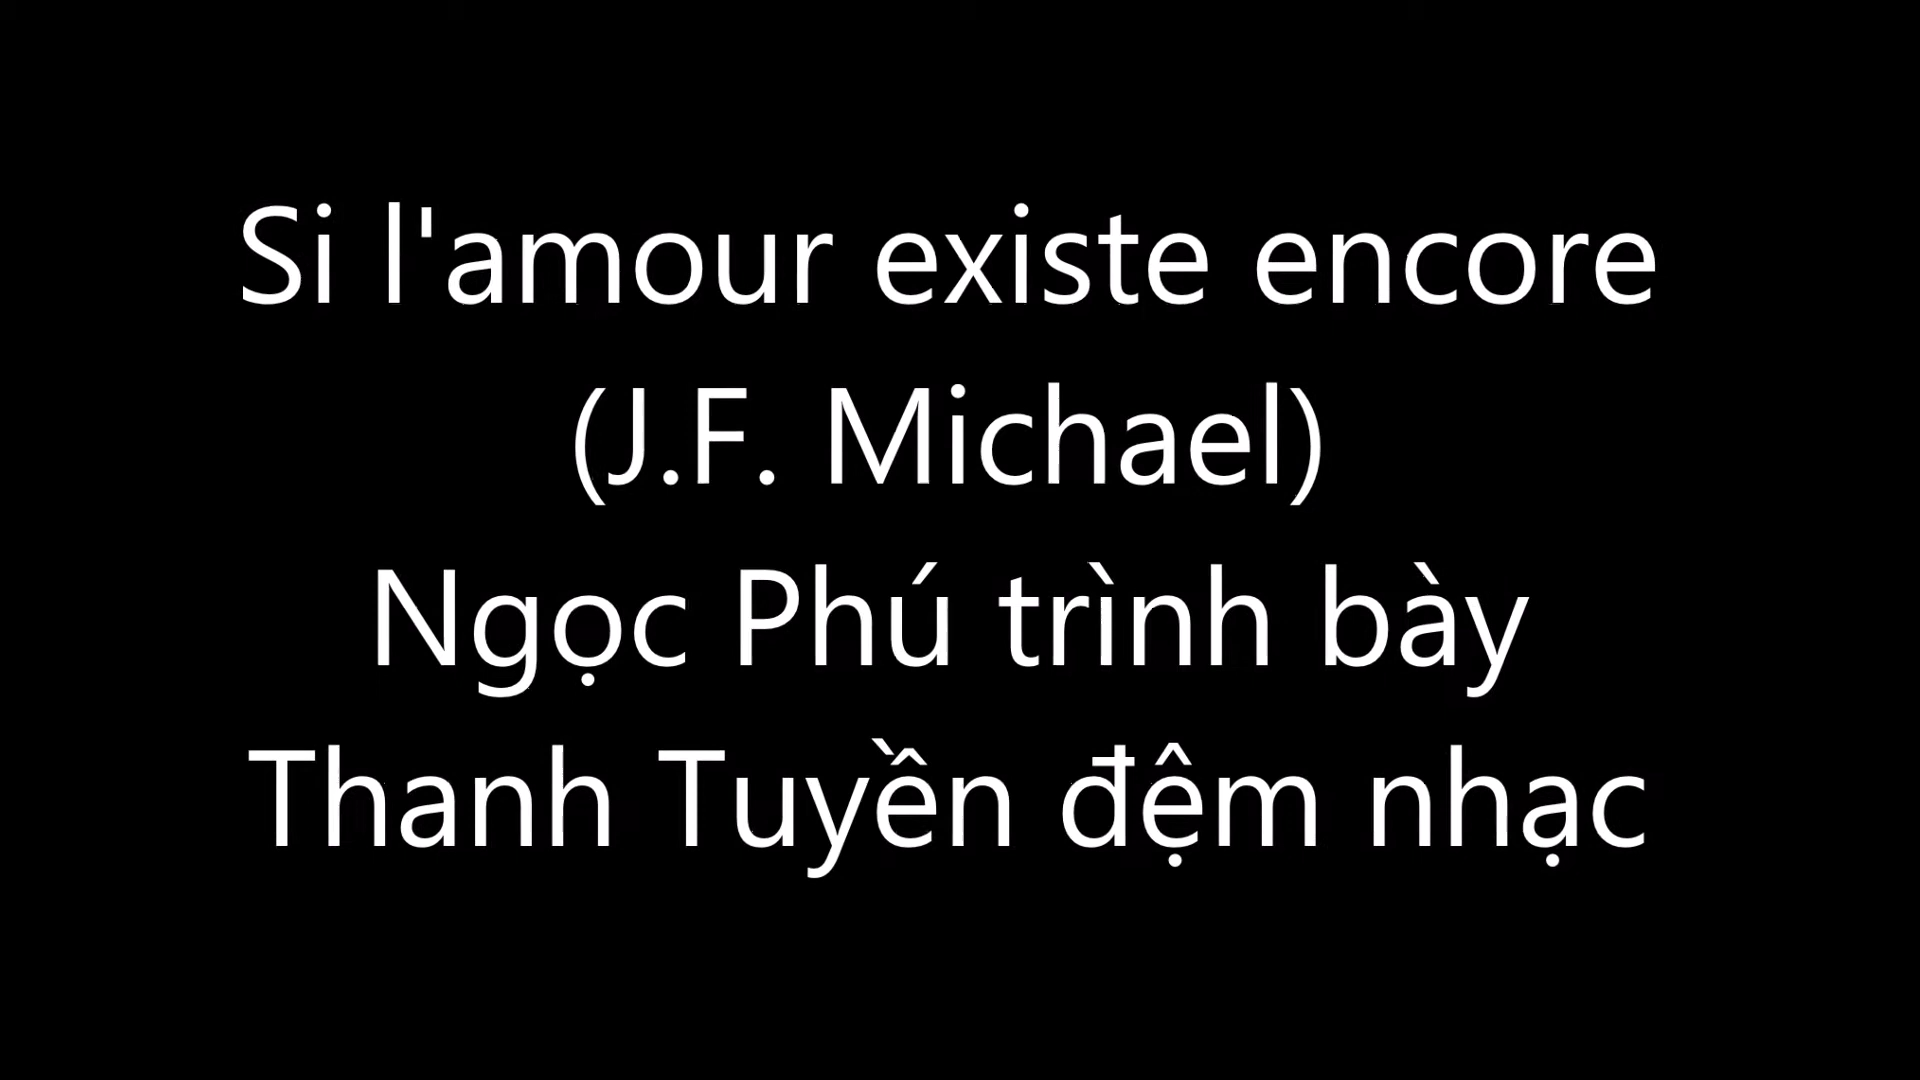 Si l'amour existe encore
(J.F. Michael)
Ngọc Phú trình bày
Thanh Tuyền đệm nhạc